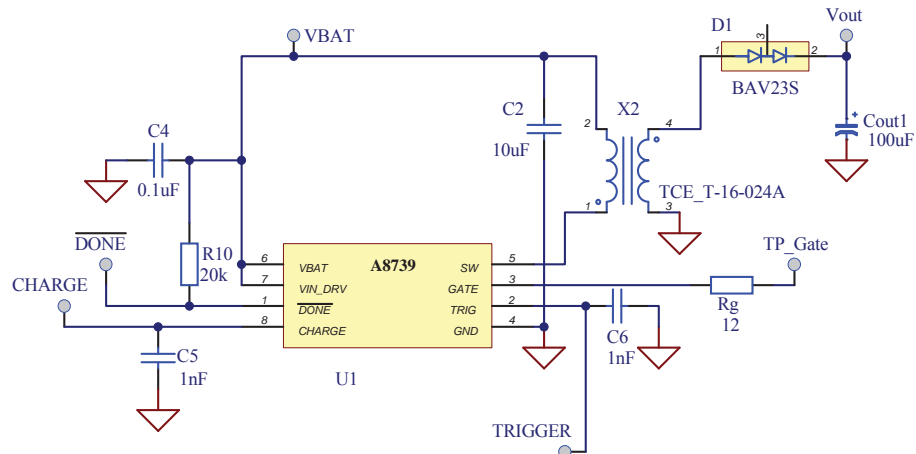 D1
Vout
VBAT
1
3
2
BAV23S
C4
C2
X2
2
4
Cout1
+
100uF
10uF
0.1uF
TCE_T-16-024A
1
3
DONE
R10
20k
TP_Gate
CHARGE
A8739
6
VBAT
SW
5
7
VIN_DRV
GATE
3
1
DONE
TRIG
2
8
CHARGE
GND
4
Rg
12
C6
1nF
C5
1nF
U1
TRIGGER